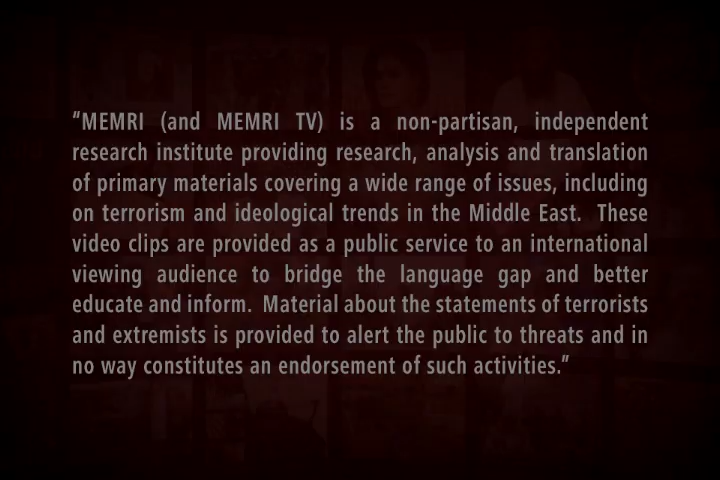 "MEMRI (and MEMRI TV) is a non-partisan, independent
research institute providing research, analysis and translation
of primary materials covering a wide range of issues, including
on terrorism and ideological trends in the Middle East. These
video clips are provided as a public service to an international
viewing audience to bridge the language gap and better
educate and inform. Material about the statements of terrorists
and extremists is provided to alert the public to threats and in
no way constitutes an endorsement of such activities."